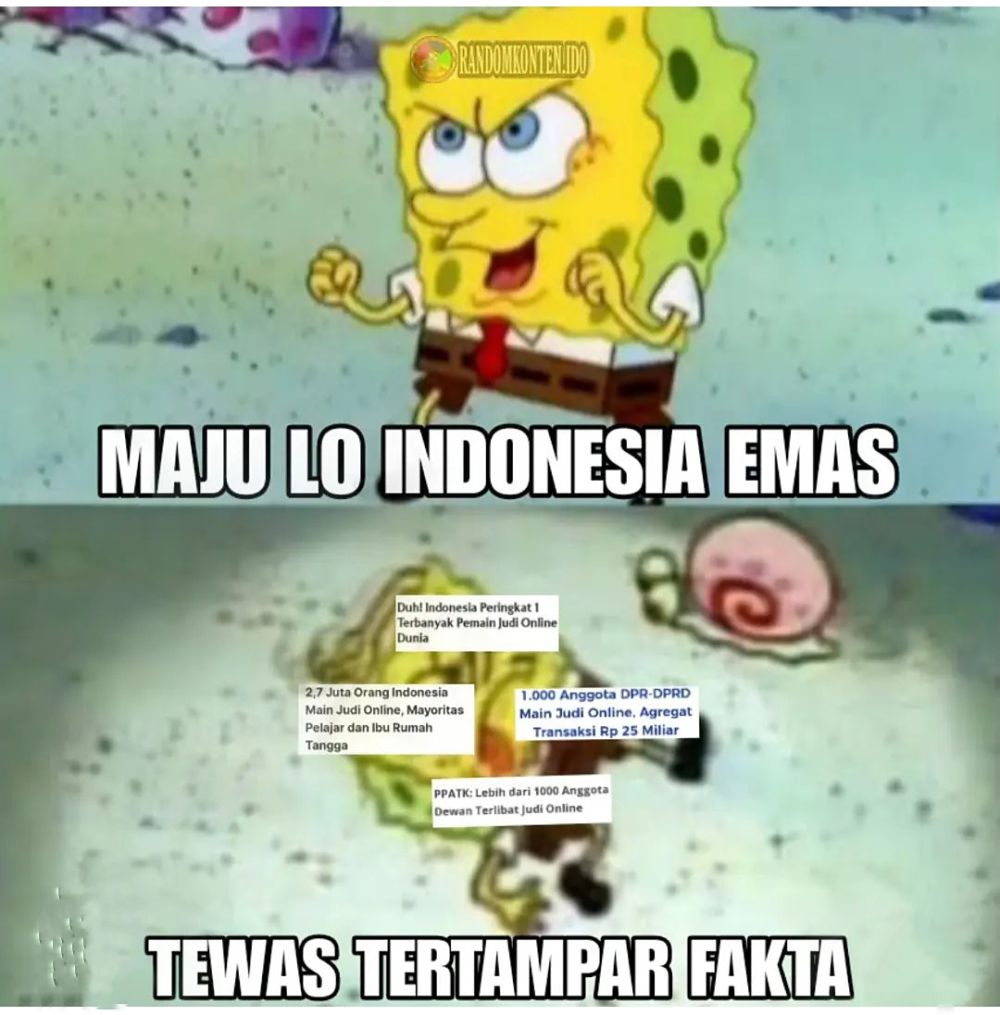 RANDOMKONTEN.IDO
MAJU LO INDONESIA EMAS
Duh! Indonesia Peringkat 1
Terbanyak Pemain Judi Online
Dunia
2,7 Juta Orang Indonesia
Main Judi Online, Mayoritas
Pelajar dan Ibu Rumah
Tangga
1.000 Anggota DPR-DPRD
Main Judi Online, Agregat
Transaksi Rp 25 Miliar
PPATK: Lebih dari 1000 Anggota
Dewan Terlibat Judi Online
TEWAS TERTAMPAR FAKTA